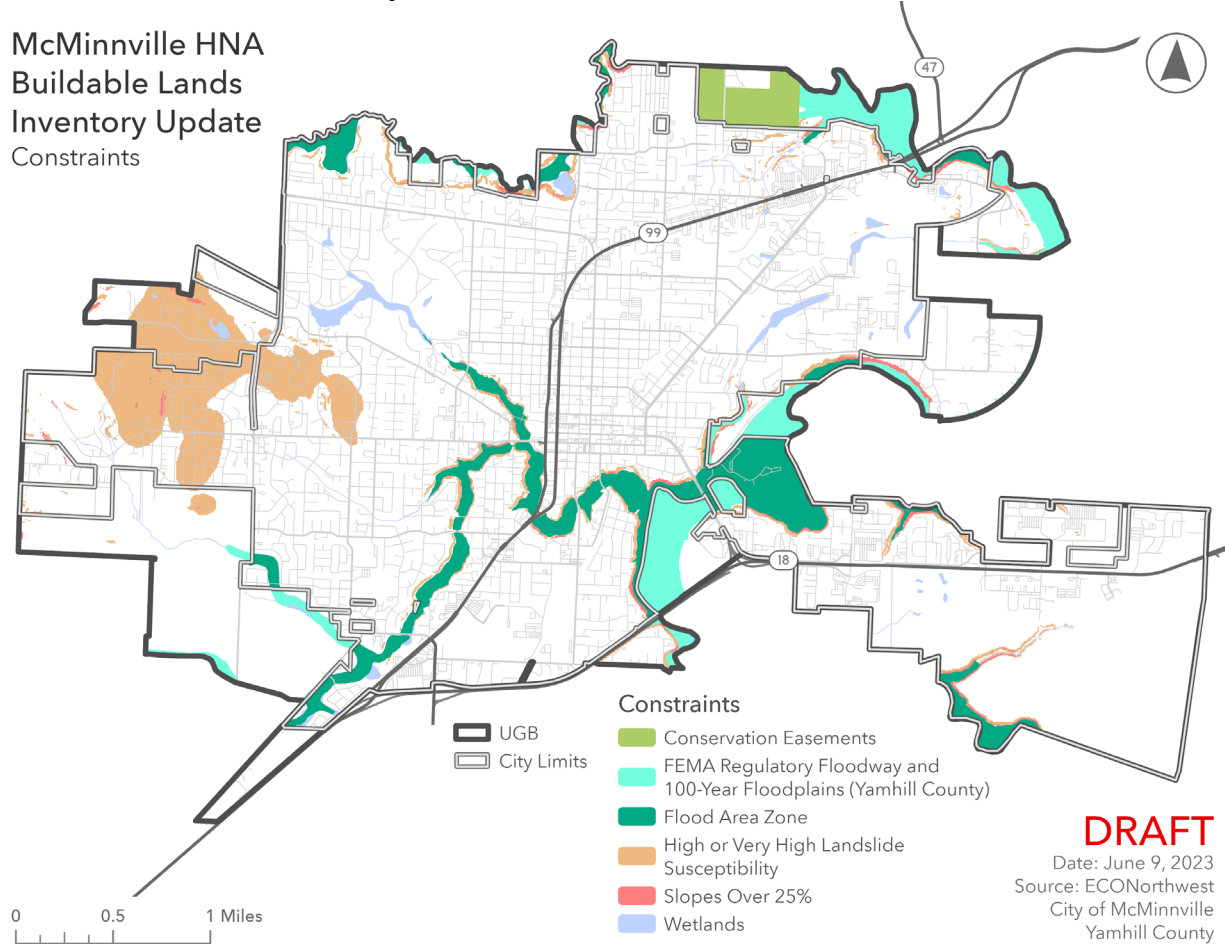 McMinnville HNA
Buildable Lands
Inventory Update
Constraints
47
99
18
Constraints
UGB
City Limits
Conservation Easements
FEMA Regulatory Floodway and
100-Year Floodplains (Yamhill County)
Flood Area Zone
High or Very High Landslide
Susceptibility
Slopes Over 25%
Wetlands
DRAFT
Date: June 9, 2023
Source: ECONorthwest
City of McMinnville
Yamhill County
0 0.5 1 Miles